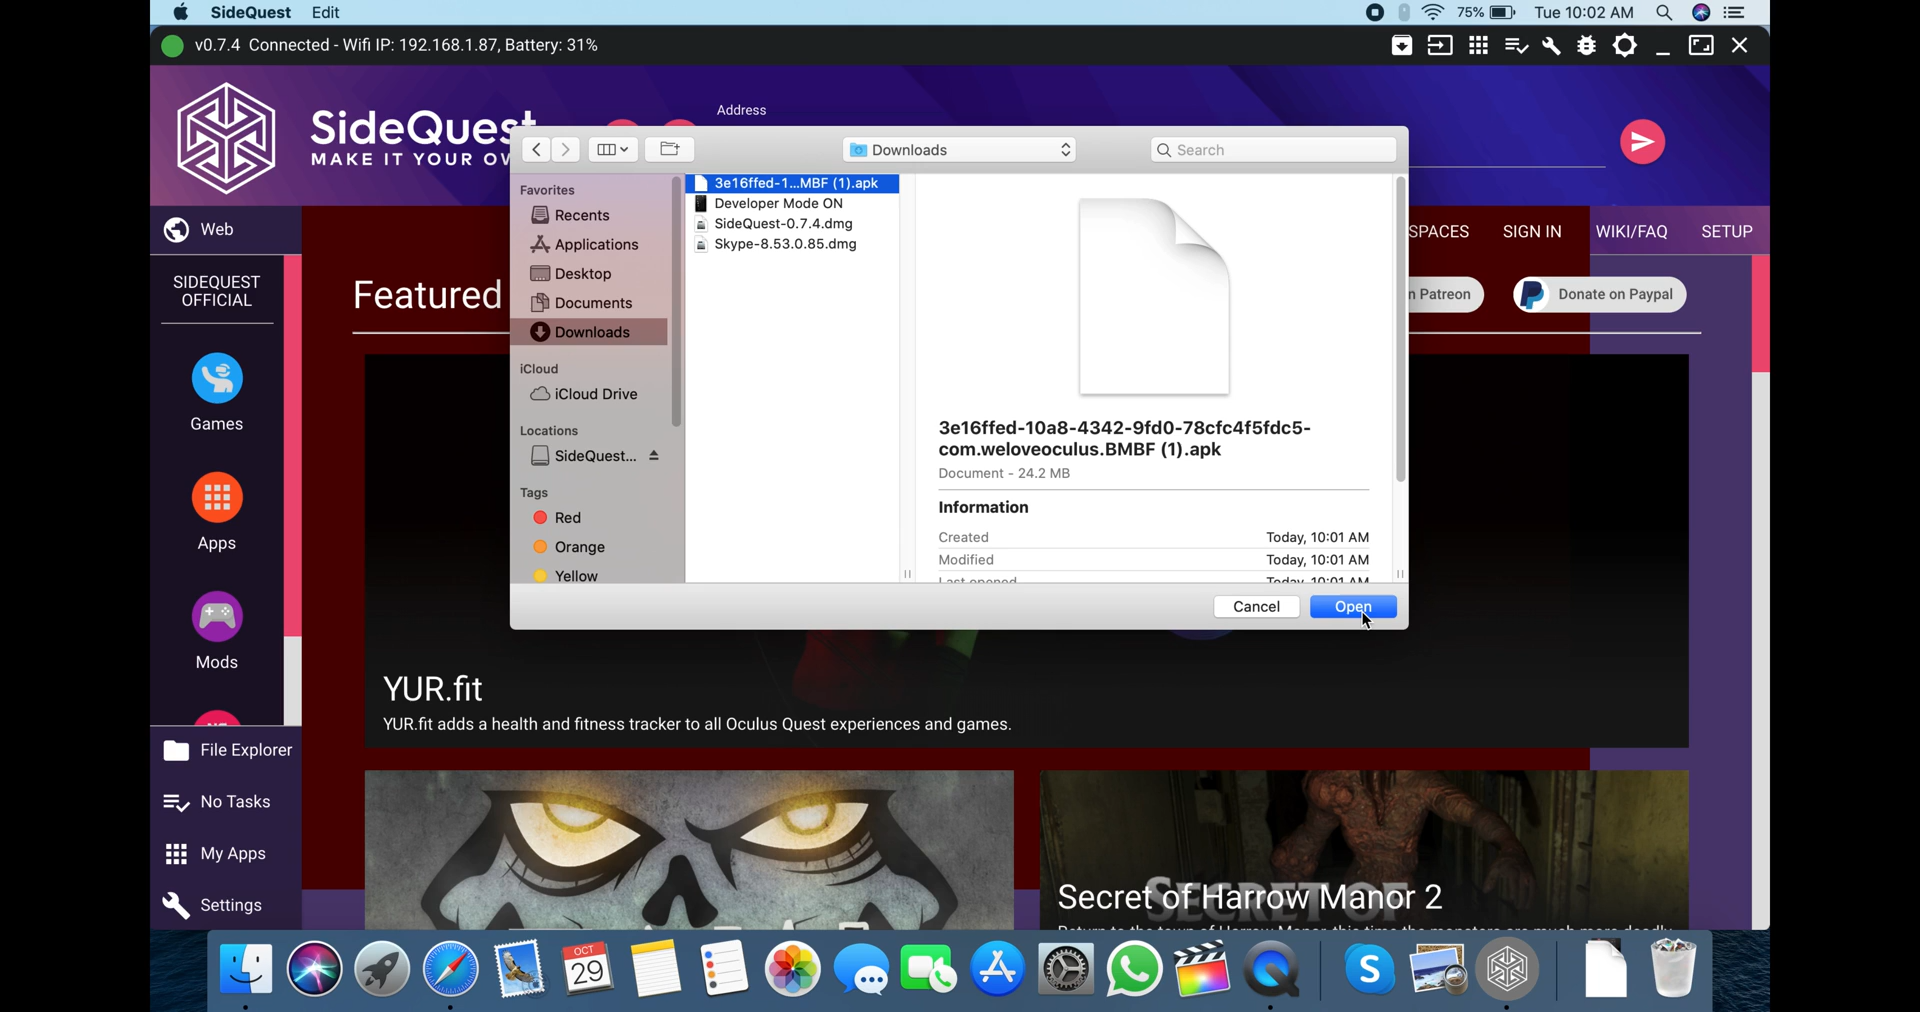 SideQuest Edit 75% Tue 10:02 AM
v0.7.4 Connected - Wifi IP: 192.168.1.87, Battery: 31%
SideQuest
MAKE IT YOUR
Address
Downloads
Search
Favorites
Recents
Applications
Desktop
Documents
Downloads
iCloud
iCloud Drive
Locations
SideQuest...
Tags
Red
Orange
Yellow
3e16ffed-1...MBF (1).apk
Developer Mode ON
SideQuest-0.7.4.dmg
Skype-8.53.0.85.dmg
3e16ffed-10a8-4342-9fd0-78cfc4f5fdc5-
com.weloveoculus.BMBF (1).apk
Document - 24.2 MB
Information
Created Today, 10:01 AM
Modified Today, 10:01 AM
Last opened Today, 10:01 AM
Cancel Open
Web
SIDEQUEST
OFFICIAL
Games
Apps
Mods
File Explorer
No Tasks
My Apps
Settings
SPACES SIGN IN WIKI/FAQ SETUP
Featured
n Patreon
Donate on Paypal
YUR.fit
YUR.fit adds a health and fitness tracker to all Oculus Quest experiences and games.
Secret of Harrow Manor 2
OCT
29